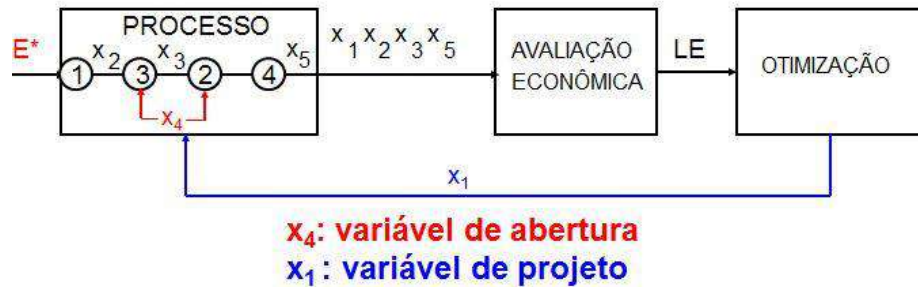 PROCESSO
E*
x2 x3 x5
1 3 2 4
x4
x1 x2 x3 x5
AVALIAÇÃO
ECONÔMICA
LE
OTIMIZAÇÃO
x1
x4: variável de abertura
x1 : variável de projeto